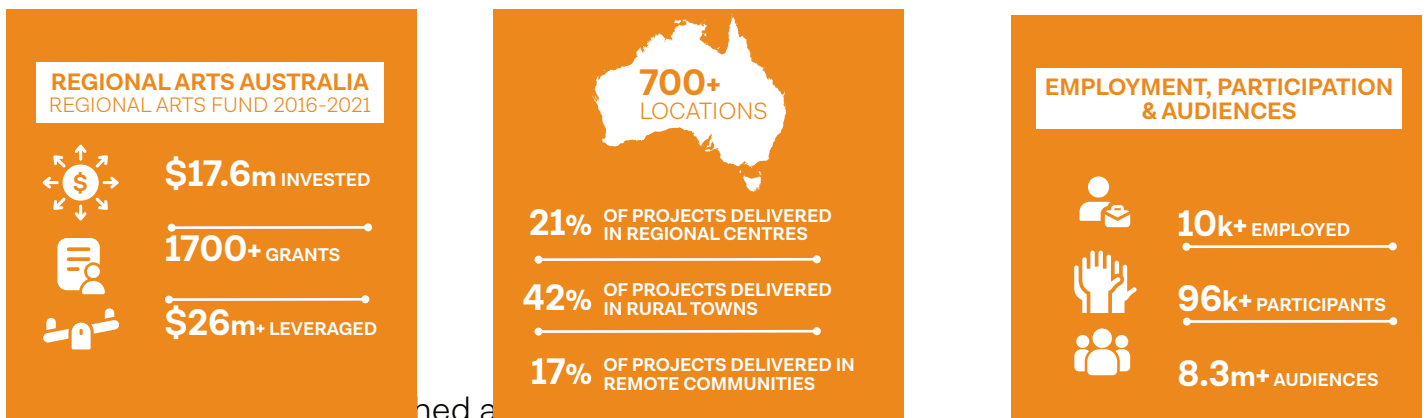 REGIONAL ARTS AUSTRALIA
REGIONAL ARTS FUND 2016-2021
$
$17.6m INVESTED
1700+ GRANTS
$26m+ LEVERAGED
700+
LOCATIONS
21% OF PROJECTS DELIVERED
IN REGIONAL CENTRES
42% OF PROJECTS DELIVERED
IN RURAL TOWNS
17% OF PROJECTS DELIVERED IN
REMOTE COMMUNITIES
EMPLOYMENT, PARTICIPATION
& AUDIENCES
10k+ EMPLOYED
96k+ PARTICIPANTS
8.3m+ AUDIENCES